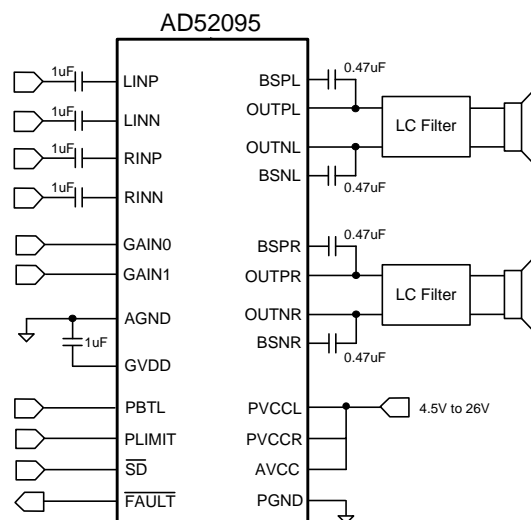 AD52095
1uF
LINP
1uF
LINN
1uF
RINP
1uF
RINN
GAIN0
GAIN1
AGND
1uF
GVDD
PBTL
PLIMIT
SD
FAULT
BSPL
0.47uF
OUTPL
LC Filter
OUTNL
BSNL
0.47uF
BSPR
0.47uF
OUTPR
LC Filter
OUTNR
BSNR
0.47uF
PVCCL
4.5V to 26V
PVCCR
AVCC
PGND